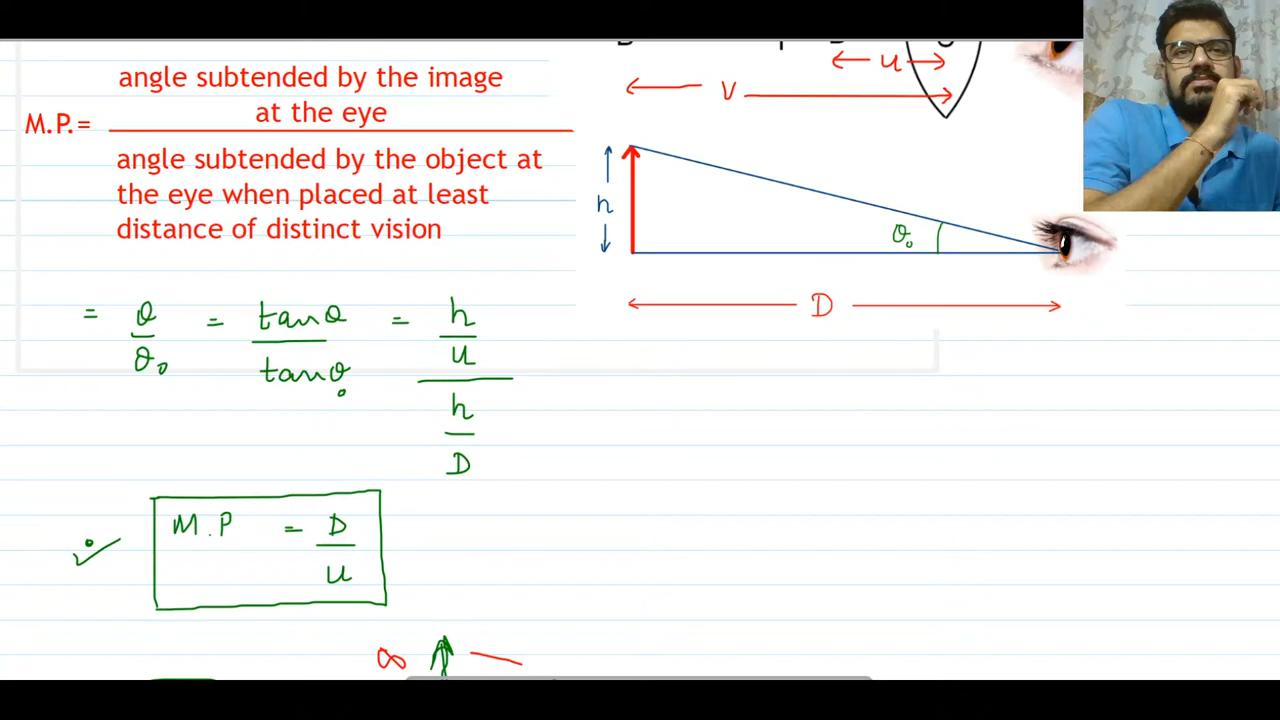 angle subtended by the image
at the eye
M.P.=
angle subtended by the object at
the eye when placed at least
distance of distinct vision
= θ/θ₀ = tanθ/tanθ₀ = h/u / h/D
M.P = D/u
∞
u
v
h
θ₀
D